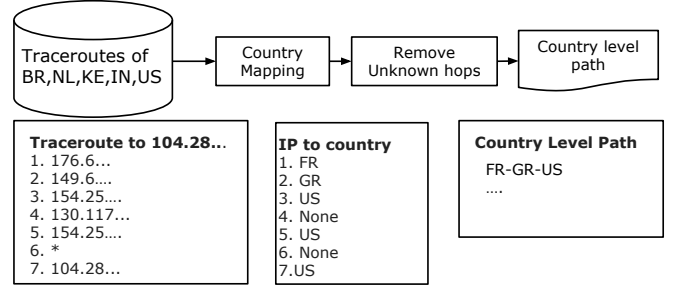 Traceroutes of
BR,NL,KE,IN,US
Country
Mapping
Remove
Unknown hops
Country level
path
Traceroute to 104.28...
1. 176.6...
2. 149.6....
3. 154.25....
4. 130.117...
5. 154.25....
6. *
7. 104.28...
IP to country
1. FR
2. GR
3. US
4. None
5. US
6. None
7.US
Country Level Path
FR-GR-US
....